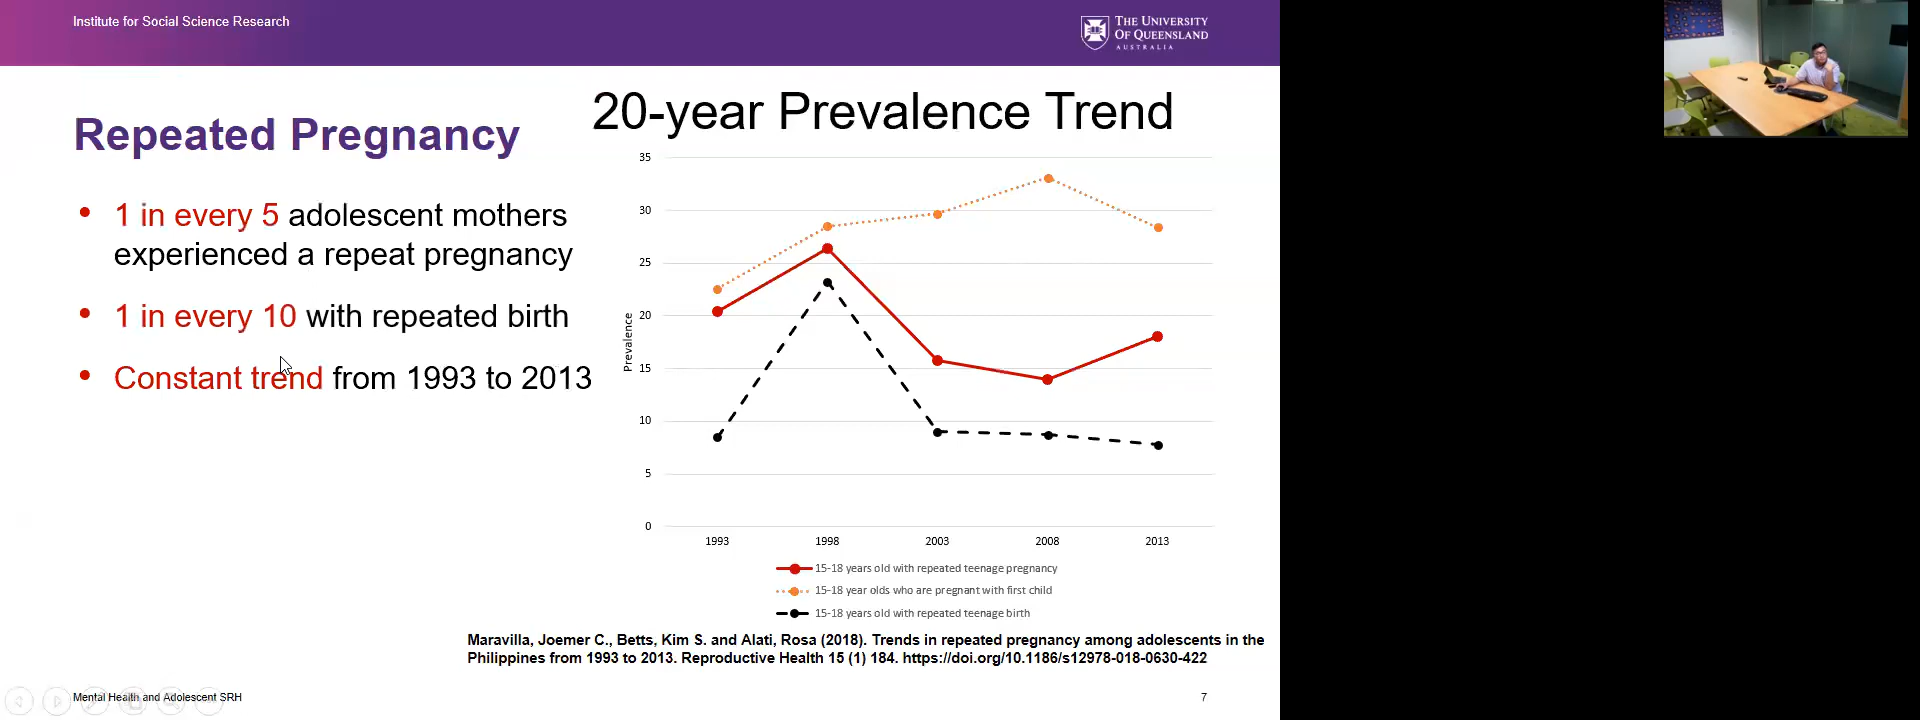 Institute for Social Science Research
THE UNIVERSITY
OF QUEENSLAND
AUSTRALIA
Repeated Pregnancy
• 1 in every 5 adolescent mothers
experienced a repeat pregnancy
• 1 in every 10 with repeated birth
• Constant trend from 1993 to 2013
20-year Prevalence Trend
35
30
25
20
15
10
5
0
Prevalence
1993 1998 2003 2008 2013
15-18 years old with repeated teenage pregnancy
15-18 year olds who are pregnant with first child
15-18 years old with repeated teenage birth
Maravilla, Joemer C., Betts, Kim S. and Alati, Rosa (2018). Trends in repeated pregnancy among adolescents in the
Philippines from 1993 to 2013. Reproductive Health 15 (1) 184. https://doi.org/10.1186/s12978-018-0630-422
Mental Health and Adolescent SRH
7